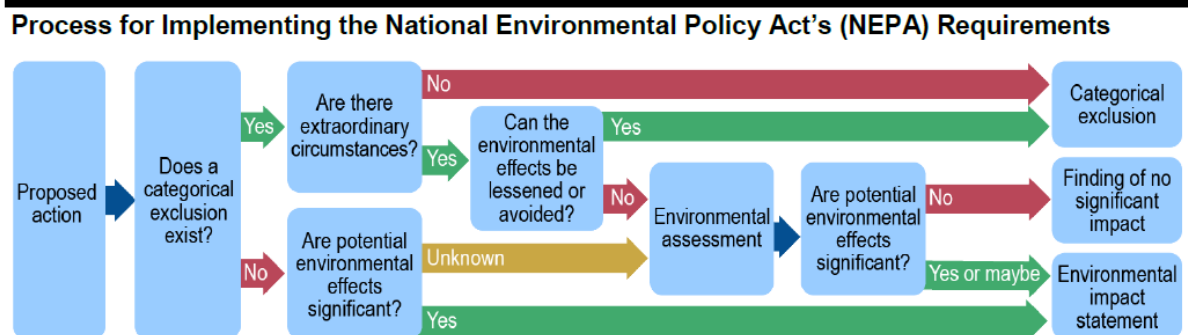 Process for Implementing the National Environmental Policy Act's (NEPA) Requirements
Proposed
action
Does a
categorical
exclusion
exist?
Yes
No
Are there
extraordinary
circumstances?
No
Yes
Can the
environmental
effects be
lessened or
avoided?
Yes
No
Are potential
environmental
effects
significant?
Unknown
Yes
Environmental
assessment
Are potential
environmental
effects
significant?
No
Yes or maybe
Categorical
exclusion
Finding of no
significant
impact
Environmental
impact
statement